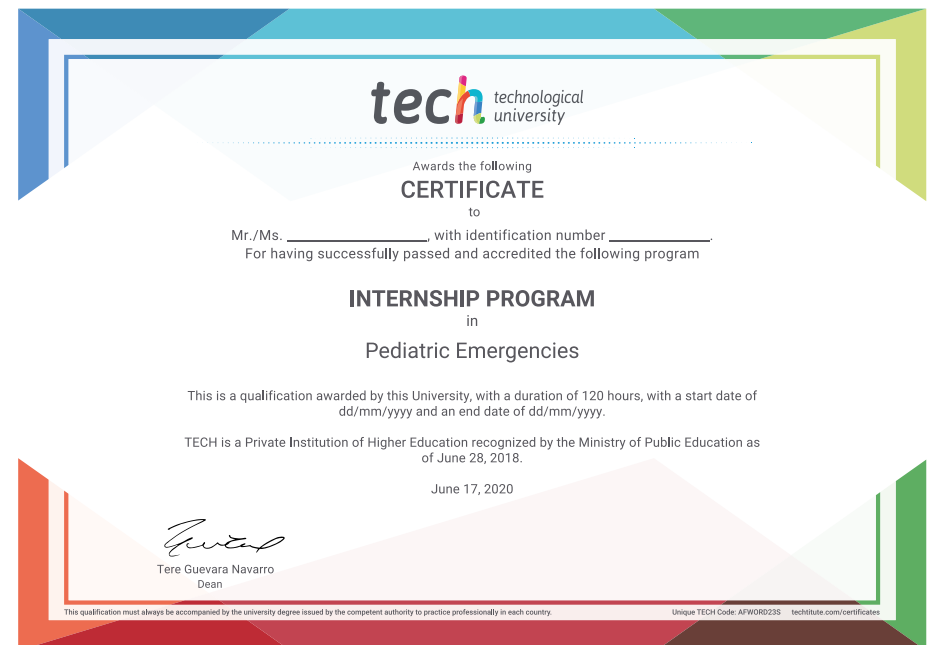 tech technological
university
Awards the following
CERTIFICATE
to
Mr./Ms. ____________________, with identification number ______________.
For having successfully passed and accredited the following program
INTERNSHIP PROGRAM
in
Pediatric Emergencies
This is a qualification awarded by this University, with a duration of 120 hours, with a start date of
dd/mm/yyyy and an end date of dd/mm/yyyy.
TECH is a Private Institution of Higher Education recognized by the Ministry of Public Education as
of June 28, 2018.
June 17, 2020
Tere Guevara Navarro
Dean
This qualification must always be accompanied by the university degree issued by the competent authority to practice professionally in each country.
Unique TECH Code: AFWORD23S techtitute.com/certificates